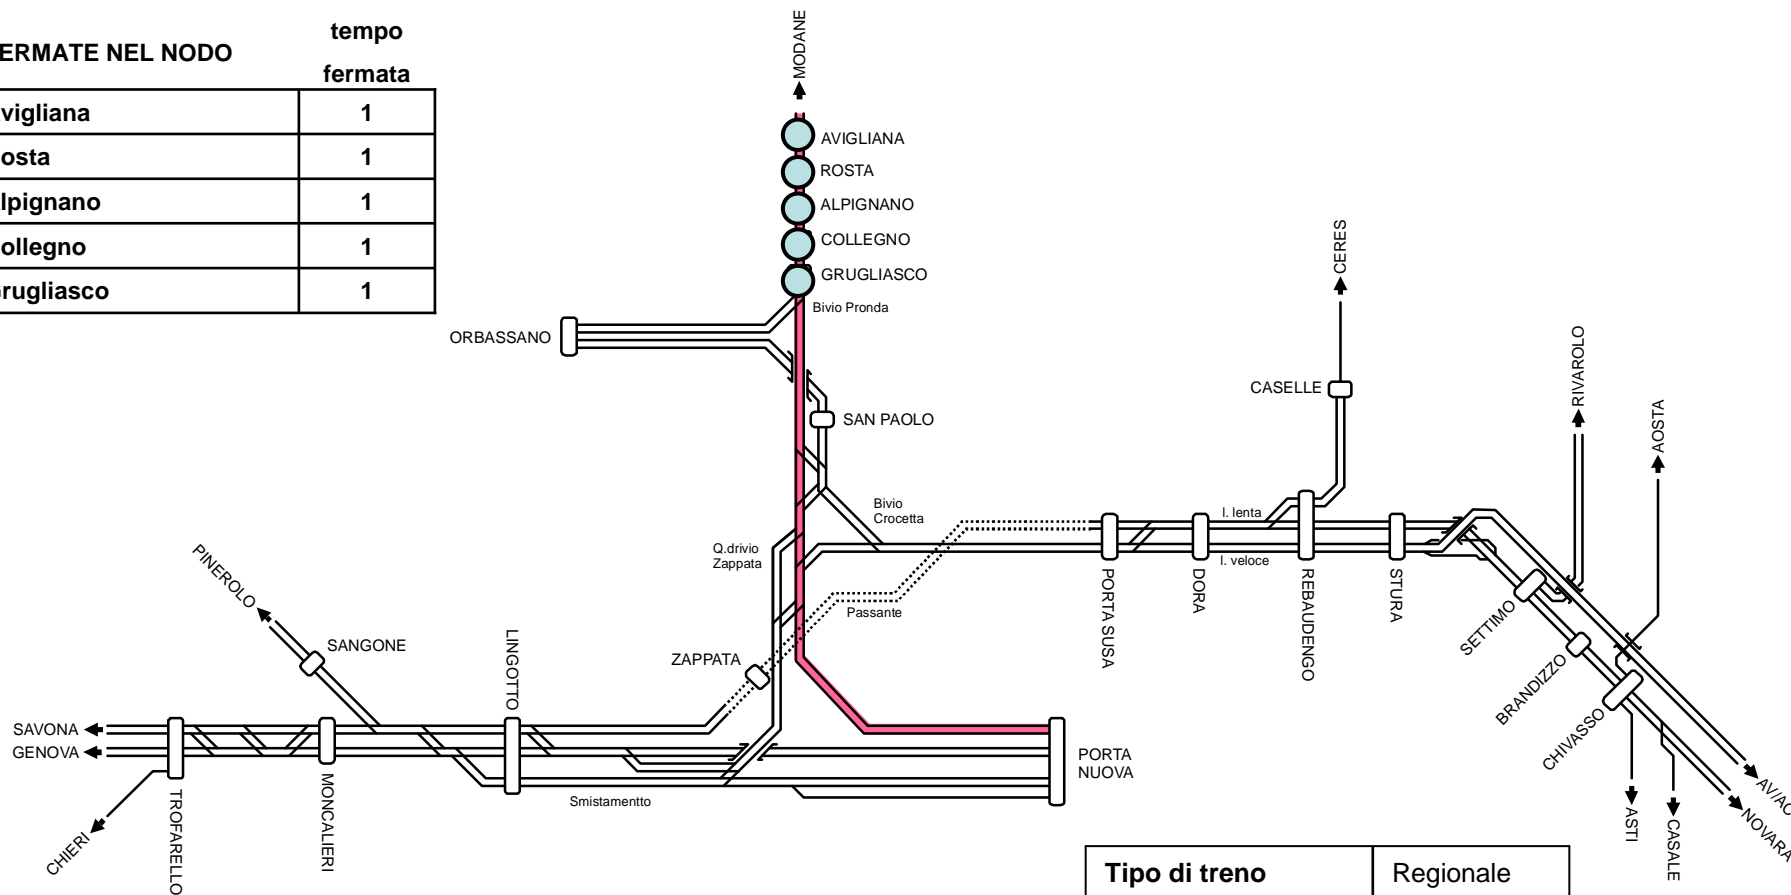 ERMATE NEL NODO
tempo
fermata
vigliana 1
osta 1
lpignano 1
ollegno 1
rugliasco 1
MODANE
AVIGLIANA
ROSTA
ALPIGNANO
COLLEGNO
GRUGLIASCO
Bivio Pronda
ORBASSANO
SAN PAOLO
CERES
CASELLE
RIVAROLO
AOSTA
Bivio
Crocetta
l. lenta
l. veloce
Q.drivio
Zappata
Passante
PORTA SUSA
DORA
REBAUDENGO
STURA
SETTIMO
BRANDIZZO
CHIVASSO
PINEROLO
SANGONE
LINGOTTO
ZAPPATA
SAVONA
GENOVA
CHIERI
TROFARELLO
MONCALIERI
Smistamentto
PORTA
NUOVA
ASTI
CASALE
NOVARA
AV/AC
Tipo di treno Regionale